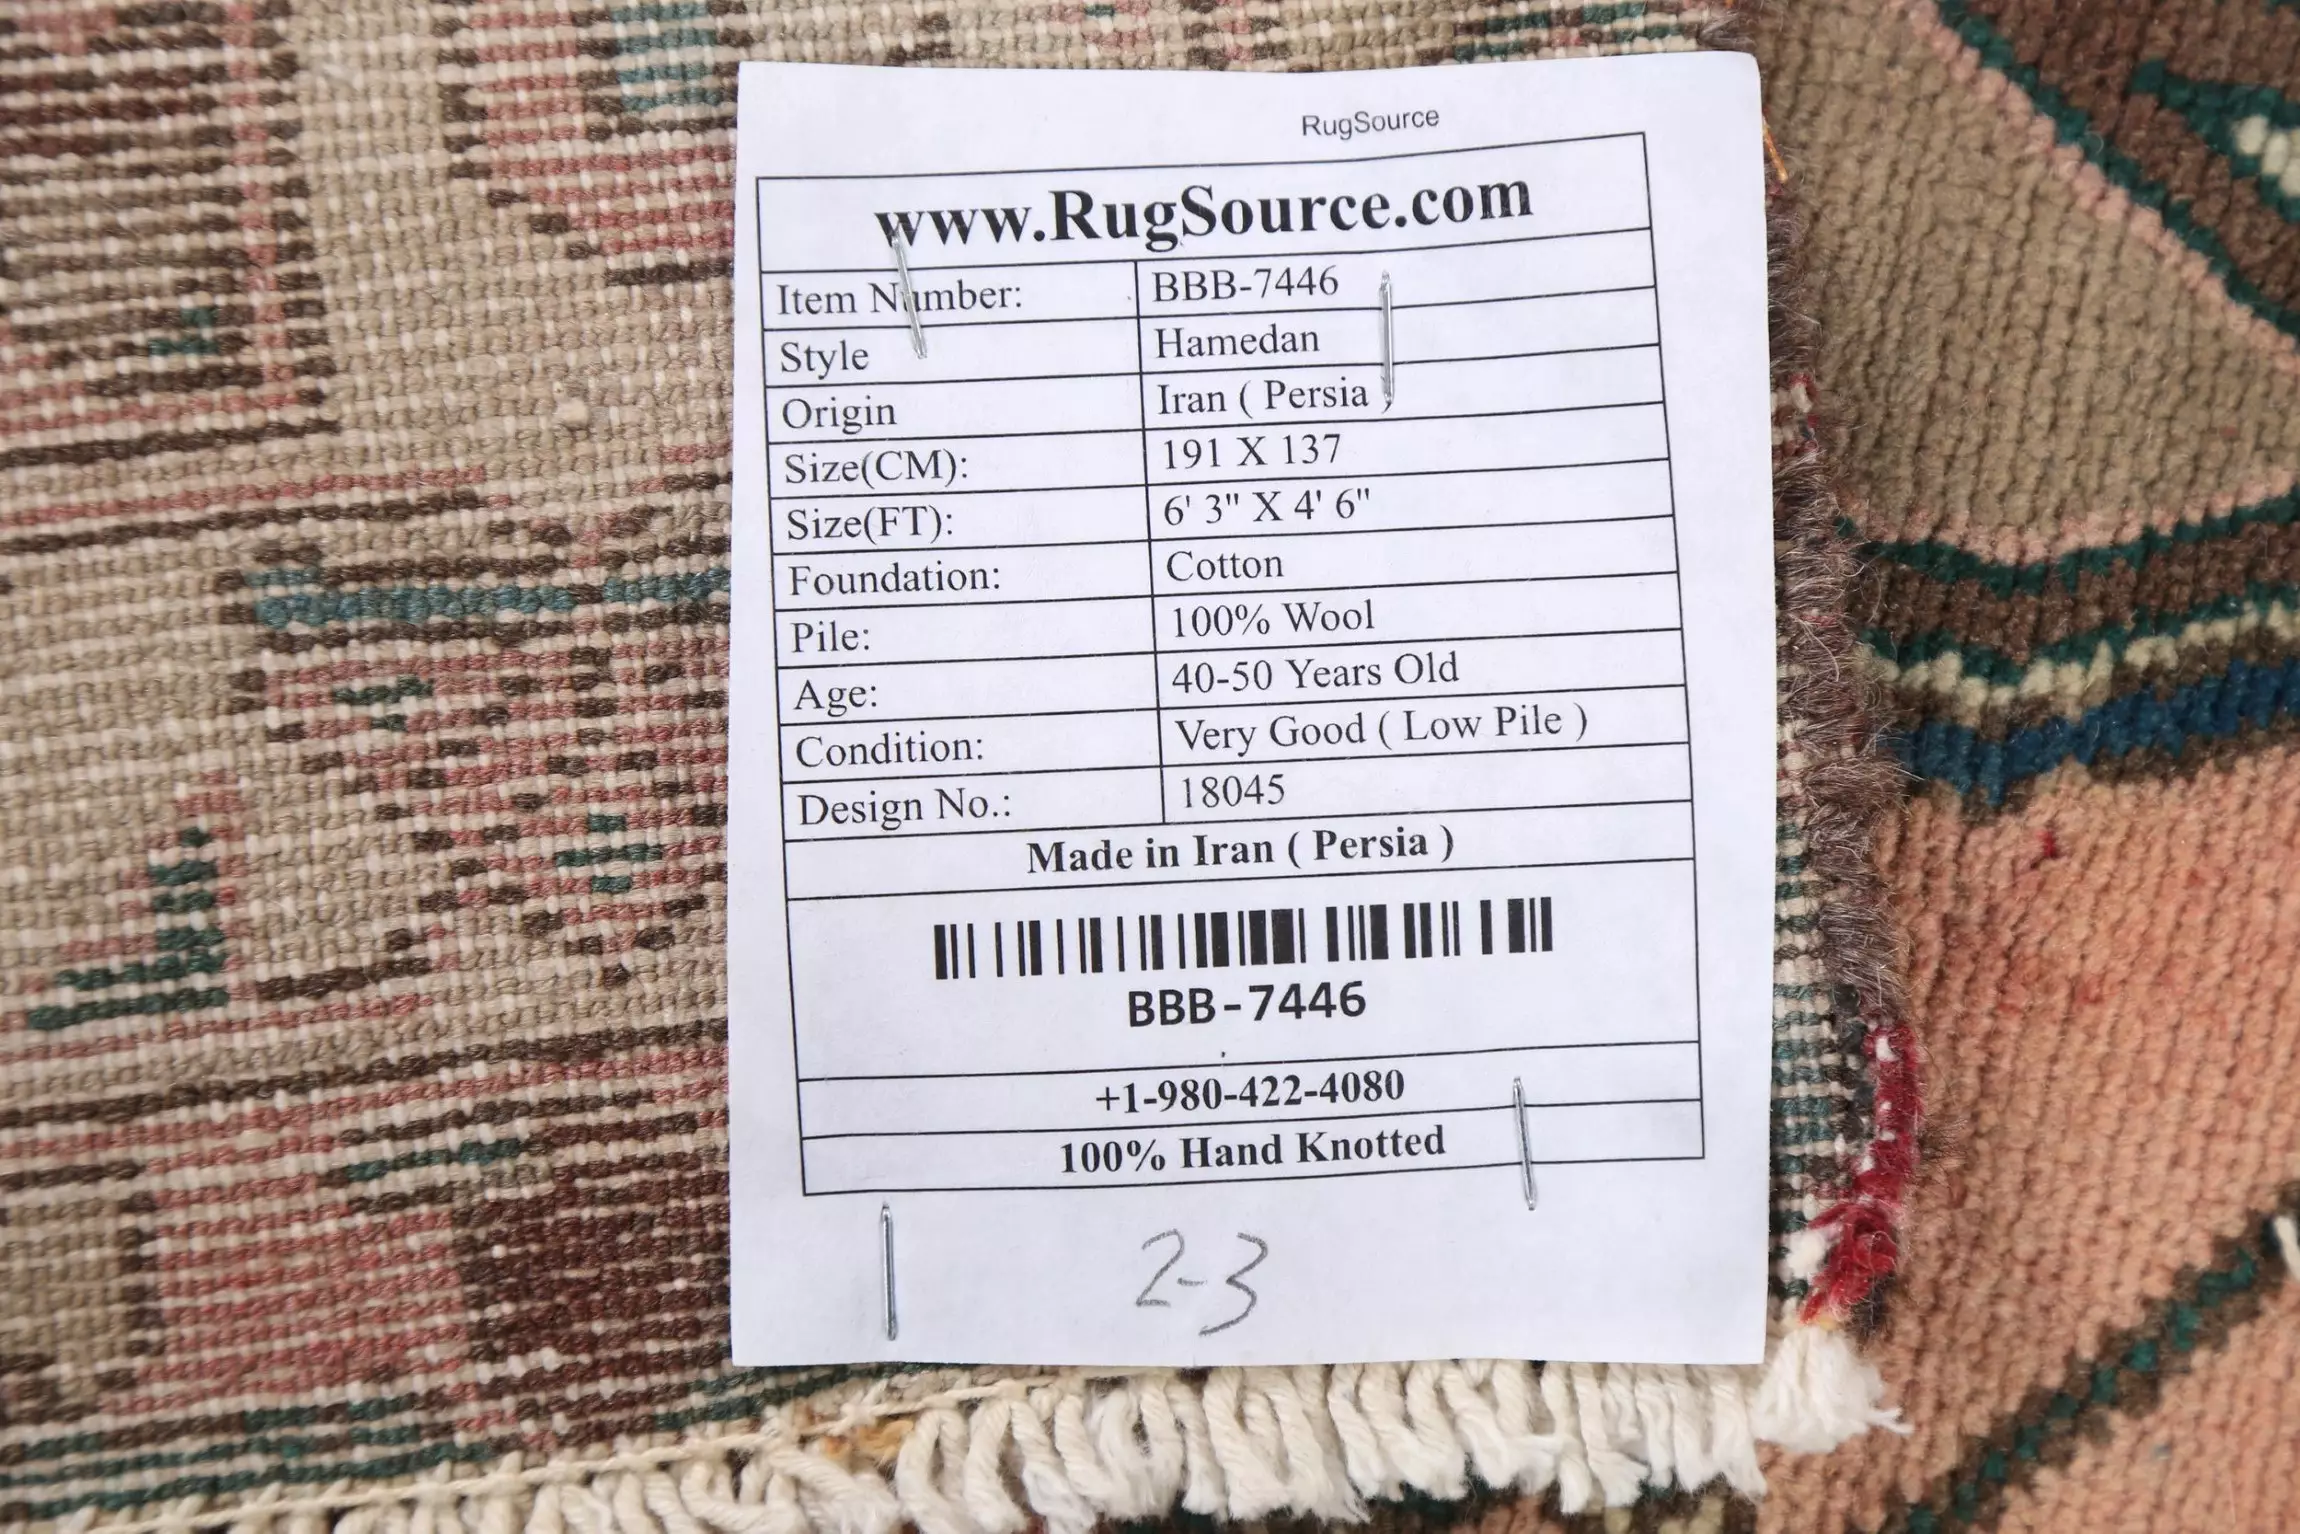 RugSource
www.RugSource.com
Item Number: BBB-7446
Style Hamedan
Origin Iran ( Persia )
Size(CM): 191 X 137
Size(FT): 6' 3" X 4' 6"
Foundation: Cotton
Pile: 100% Wool
Age: 40-50 Years Old
Condition: Very Good ( Low Pile )
Design No.: 18045
Made in Iran ( Persia )
BBB-7446
+1-980-422-4080
100% Hand Knotted
2-3